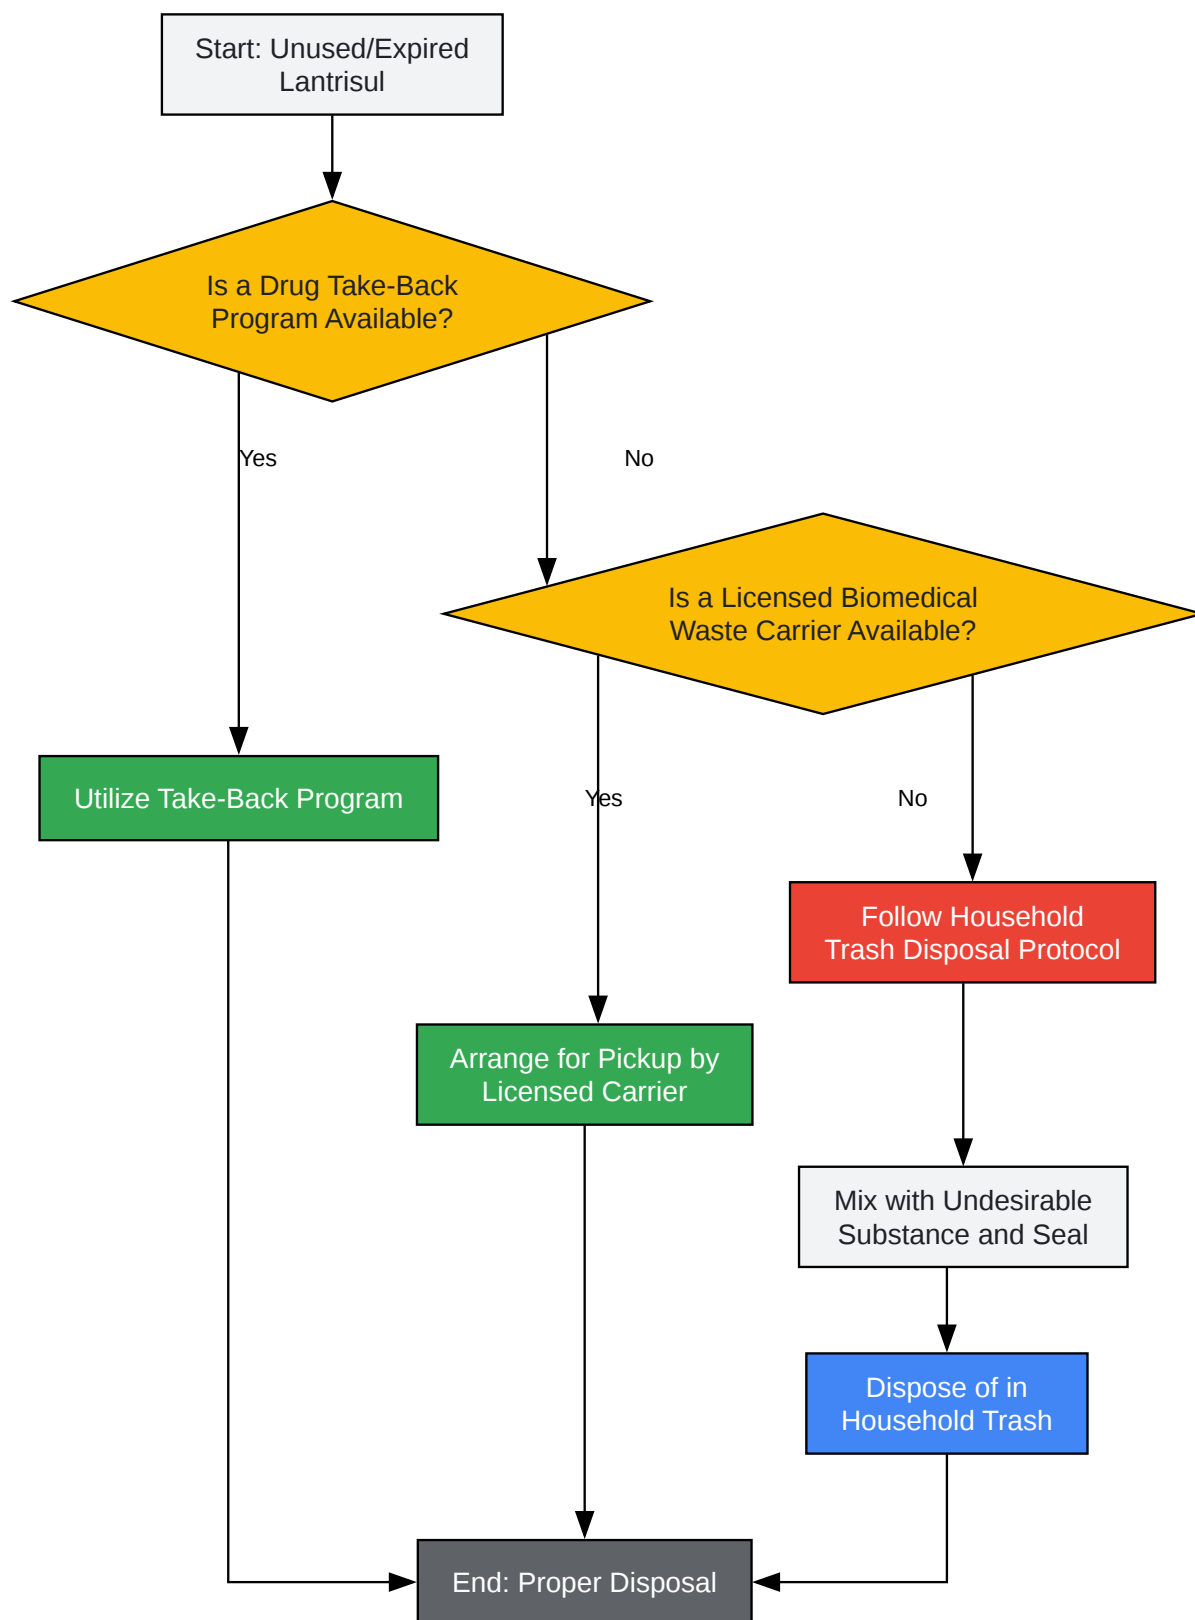 Start: Unused/Expired
Lantrisul
Is a Drug Take-Back
Program Available?
Yes
No
Is a Licensed Biomedical
Waste Carrier Available?
Utilize Take-Back Program
Yes
No
Follow Household
Trash Disposal Protocol
Arrange for Pickup by
Licensed Carrier
Mix with Undesirable
Substance and Seal
Dispose of in
Household Trash
End: Proper Disposal